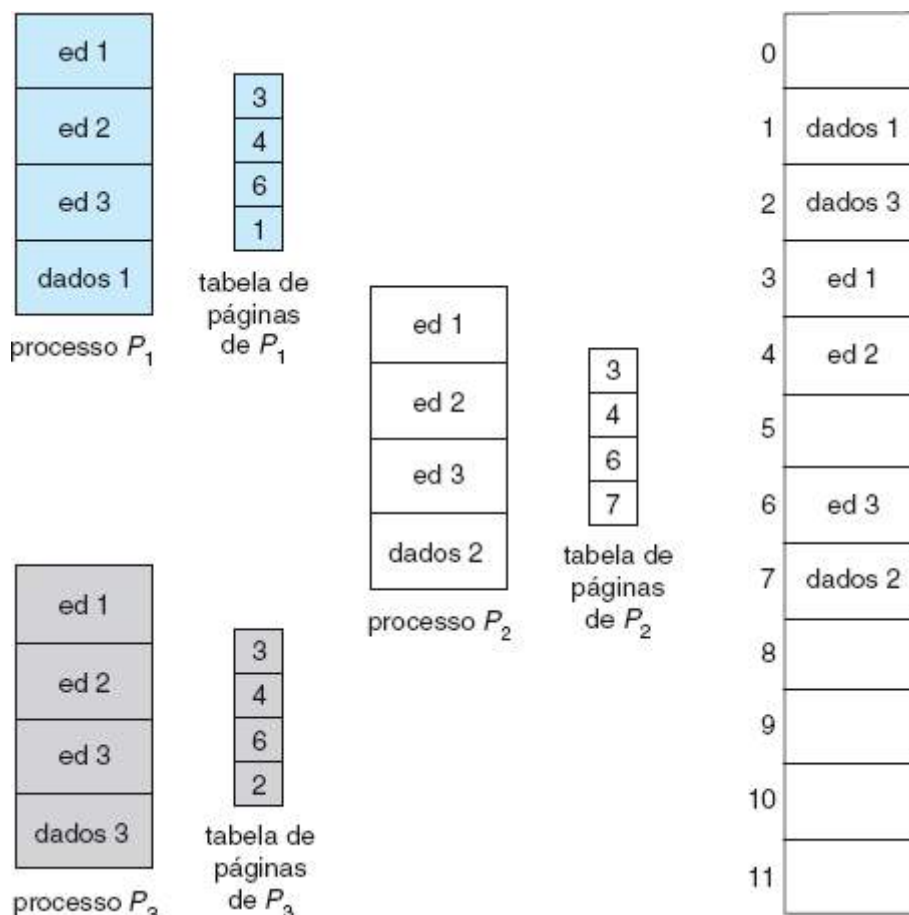 ed 1
ed 2
ed 3
dados 1
processo P1
3
4
6
1
tabela de
páginas
de P1
ed 1
ed 2
ed 3
dados 2
processo P2
3
4
6
7
tabela de
páginas
de P2
ed 1
ed 2
ed 3
dados 3
processo P3
3
4
6
2
tabela de
páginas
de P3
0
1 dados 1
2 dados 3
3 ed 1
4 ed 2
5
6 ed 3
7 dados 2
8
9
10
11